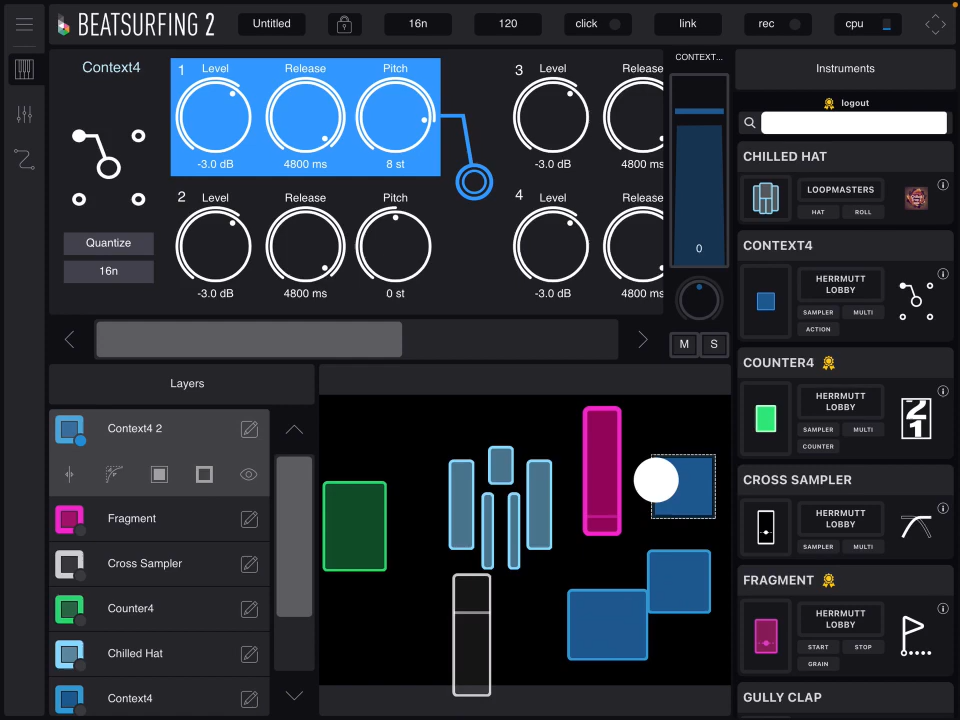 BEATSURFING 2
Untitled
16n
120
click
link
rec
cpu
Context4
Quantize
16n
1
Level
Release
Pitch
-3.0 dB
4800 ms
8 st
2
Level
Release
Pitch
-3.0 dB
4800 ms
0 st
3
Level
Release
-3.0 dB
4800 ms
4
Level
Release
-3.0 dB
4800 ms
CONTEXT...
0
M
S
Layers
Context4 2
Fragment
Cross Sampler
Counter4
Chilled Hat
Context4
Instruments
logout
CHILLED HAT
LOOPMASTERS
HAT
ROLL
CONTEXT4
HERRMUTT
LOBBY
SAMPLER
MULTI
ACTION
COUNTER4
HERRMUTT
LOBBY
SAMPLER
MULTI
COUNTER
21
CROSS SAMPLER
HERRMUTT
LOBBY
SAMPLER
MULTI
FRAGMENT
HERRMUTT
LOBBY
START
STOP
GRAIN
GULLY CLAP